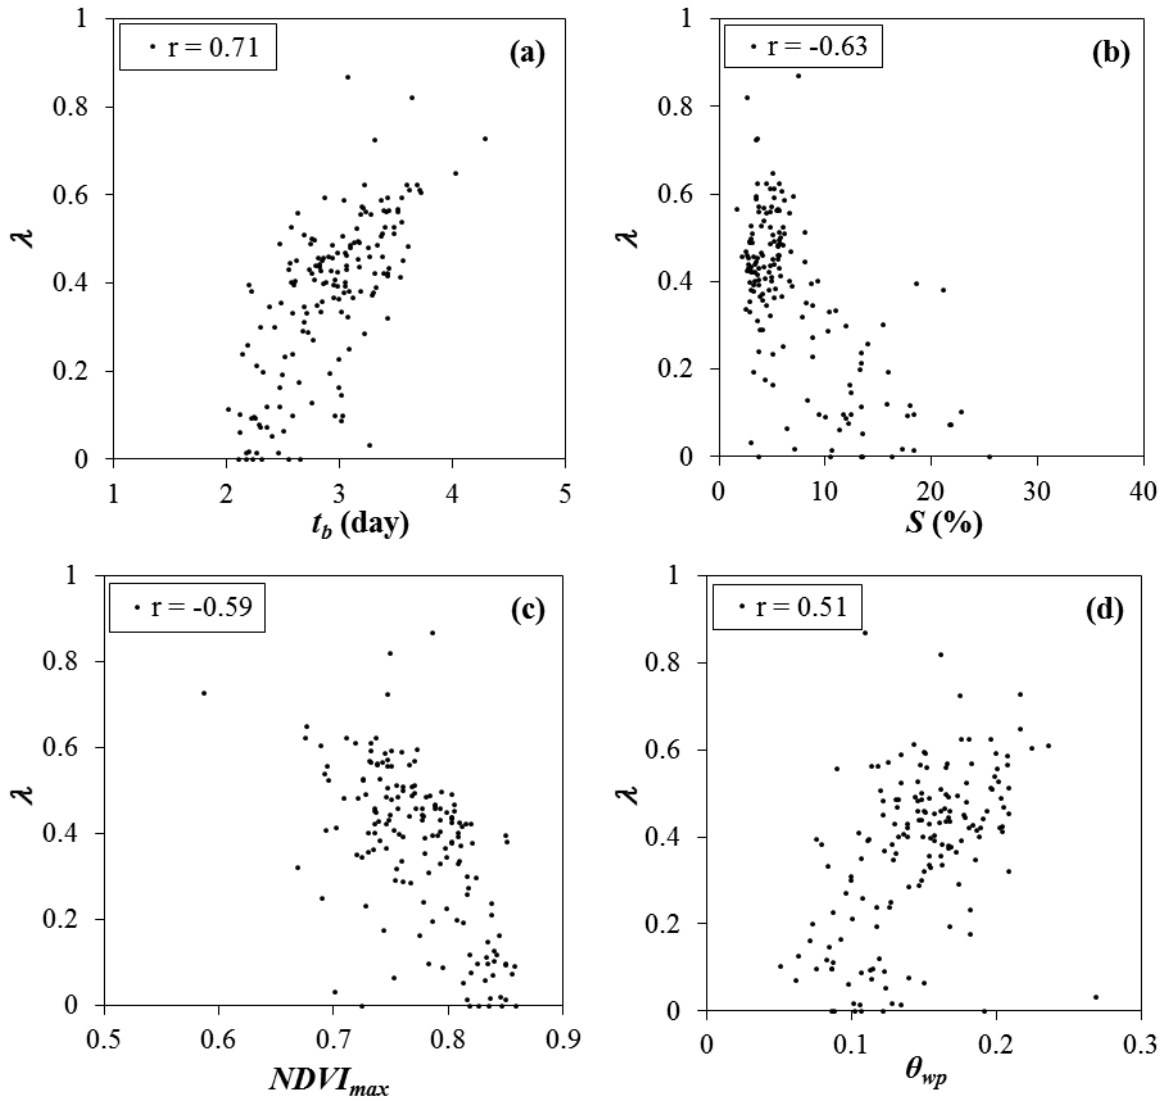 r = 0.71
(a)
1
0.8
0.6
0.4
0.2
0
λ
1 2 3 4 5
t_b (day)
r = -0.63
(b)
1
0.8
0.6
0.4
0.2
0
λ
0 10 20 30 40
S (%)
r = -0.59
(c)
1
0.8
0.6
0.4
0.2
0
λ
0.5 0.6 0.7 0.8 0.9
NDVI_max
r = 0.51
(d)
1
0.8
0.6
0.4
0.2
0
λ
0 0.1 0.2 0.3
θ_wp